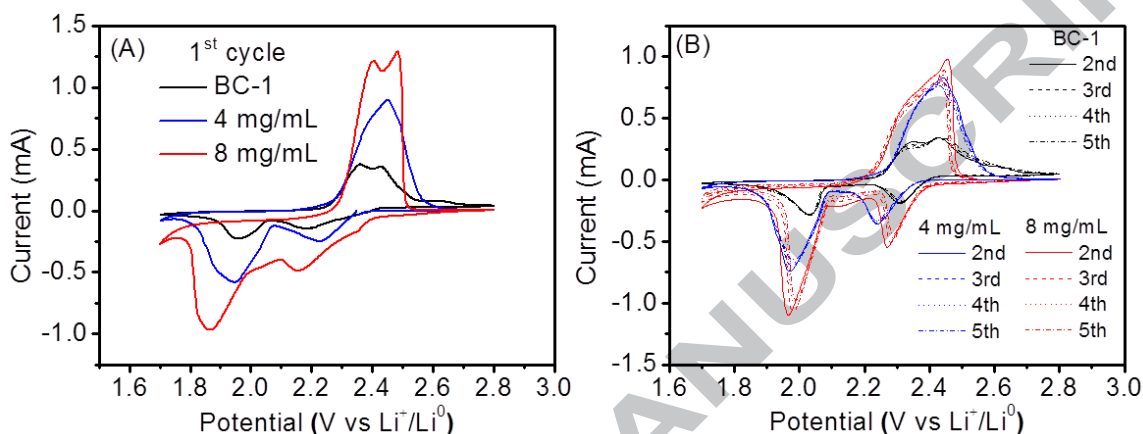 (A)
1st cycle
BC-1
4 mg/mL
8 mg/mL
1.5
1.0
0.5
0.0
-0.5
-1.0
Current (mA)
1.6 1.8 2.0 2.2 2.4 2.6 2.8 3.0
Potential (V vs Li+/Li0)
(B)
BC-1
2nd
3rd
4th
5th
4 mg/mL 8 mg/mL
2nd 2nd
3rd 3rd
4th 4th
5th 5th
1.0
0.5
0.0
-0.5
-1.0
-1.5
Current (mA)
1.6 1.8 2.0 2.2 2.4 2.6 2.8 3.0
Potential (V vs Li+/Li0)
ANUSCRI